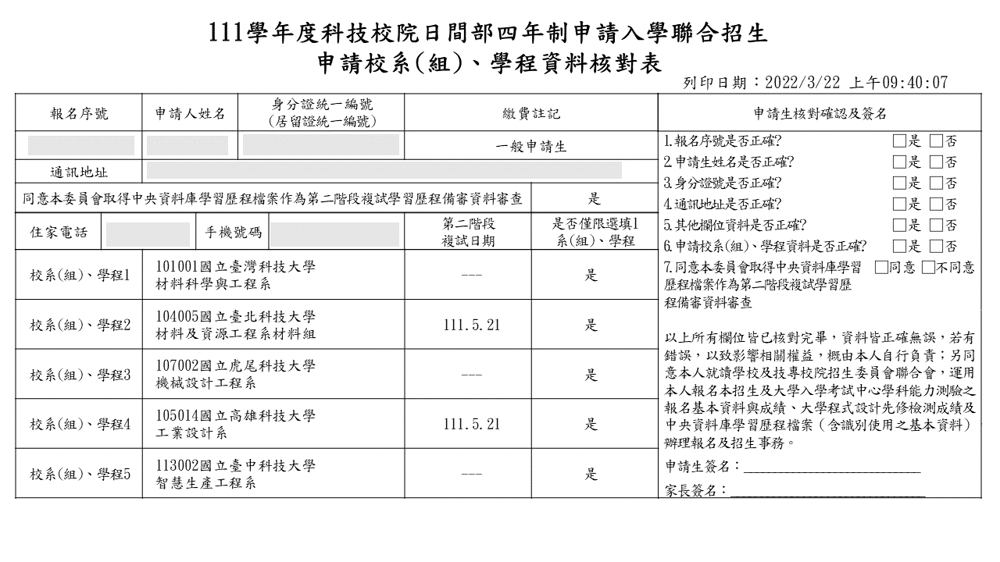 111學年度科技校院日間部四年制申請入學聯合招生
申請校系(組)、學程資料核對表
列印日期：2022/3/22 上午09:40:07
報名序號
申請人姓名
身分證統一編號
(居留證統一編號)
繳費註記
一般申請生
通訊地址
同意本委員會取得中央資料庫學習歷程檔案作為第二階段複試學習歷程備審資料審查
是
住家電話
手機號碼
第二階段
複試日期
是否僅限選填1
系(組)、學程
校系(組)、學程1
101001國立臺灣科技大學
材料科學與工程系
---
是
校系(組)、學程2
104005國立臺北科技大學
材料及資源工程系材料組
111.5.21
是
校系(組)、學程3
107002國立虎尾科技大學
機械設計工程系
---
是
校系(組)、學程4
105014國立高雄科技大學
工業設計系
111.5.21
是
校系(組)、學程5
113002國立臺中科技大學
智慧生產工程系
---
是
申請生核對確認及簽名
1.報名序號是否正確? □是 □否
2.申請生姓名是否正確? □是 □否
3.身分證號是否正確? □是 □否
4.通訊地址是否正確? □是 □否
5.其他欄位資料是否正確? □是 □否
6.申請校系(組)、學程資料是否正確? □是 □否
7.同意本委員會取得中央資料庫學習 □同意 □不同意
歷程檔案作為第二階段複試學習歷
程備審資料審查
以上所有欄位皆已核對完畢，資料皆正確無誤，若有
錯誤，以致影響相關權益，概由本人自行負責；另同
意本人就讀學校及技專校院招生委員會聯合會，運用
本人報名本招生及大學入學考試中心學科能力測驗之
報名基本資料與成績、大學程式設計先修檢測成績及
中央資料庫學習歷程檔案（含識別使用之基本資料）
辦理報名及招生事務。
申請生簽名：
家長簽名：